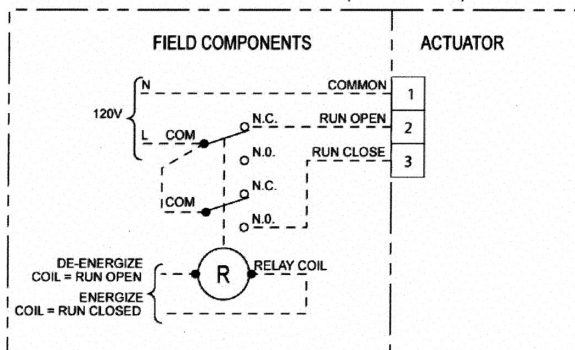 FIELD COMPONENTS
ACTUATOR
N
COMMON
1
120V
N.C.
RUN OPEN
2
L
COM
N.O.
RUN CLOSE
3
N.C.
COM
N.O.
DE-ENERGIZE
COIL = RUN OPEN
R
RELAY COIL
ENERGIZE
COIL = RUN CLOSED